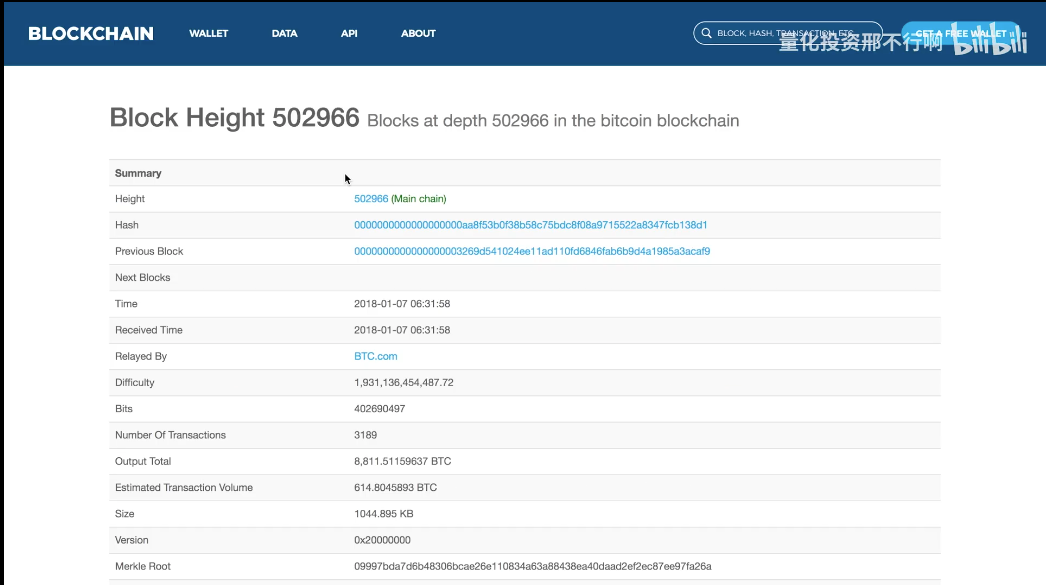 BLOCKCHAIN WALLET DATA API ABOUT BLOCK, HASH, TRANSACTION, ETC... GET A FREE WALLET
量化投资邢不行啊 bilibili
Block Height 502966 Blocks at depth 502966 in the bitcoin blockchain
Summary
Height 502966 (Main chain)
Hash 0000000000000000000aa8f53b0f38b58c75bdc8f08a9715522a8347fcb138d1
Previous Block 0000000000000000003269d541024ee11ad110fd6846fab6b9d4a1985a3acaf9
Next Blocks
Time 2018-01-07 06:31:58
Received Time 2018-01-07 06:31:58
Relayed By BTC.com
Difficulty 1,931,136,454,487.72
Bits 402690497
Number Of Transactions 3189
Output Total 8,811.51159637 BTC
Estimated Transaction Volume 614.8045893 BTC
Size 1044.895 KB
Version 0x20000000
Merkle Root 09997bda7d6b48306bcae26e110834a63a88438ea40daad2ef2ec87ee97fa26a